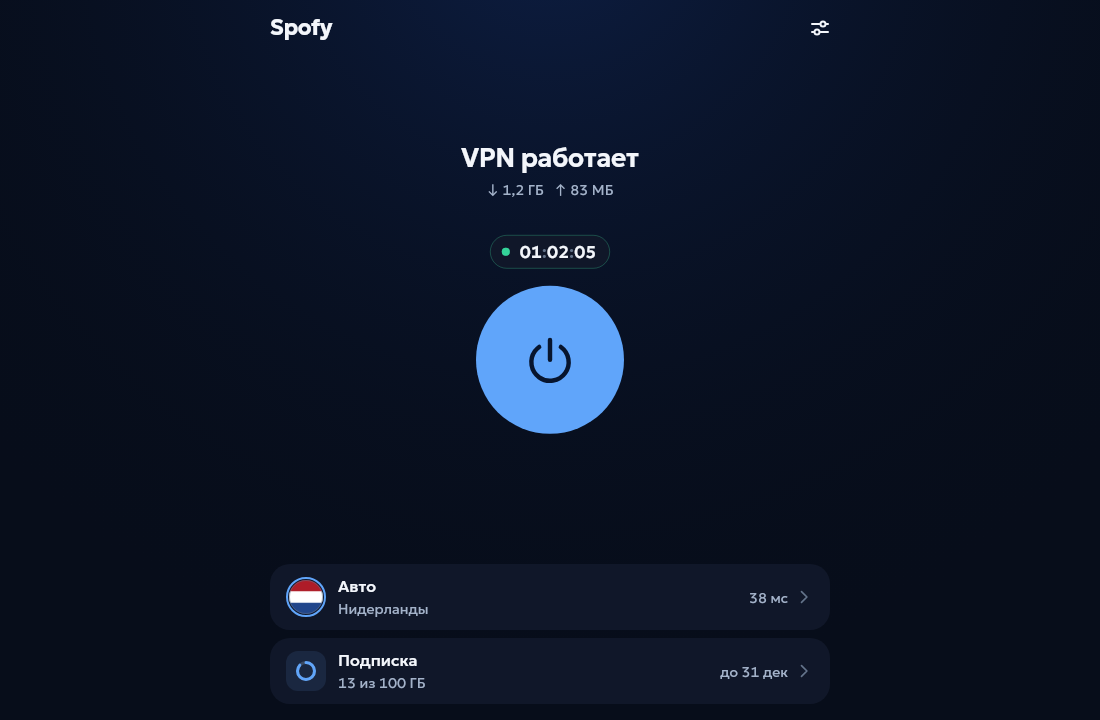 Spofy
VPN работает
↓ 1,2 ГБ ↑ 83 МБ
01:02:05
Авто
Нидерланды
38 мс
Подписка
13 из 100 ГБ
до 31 дек